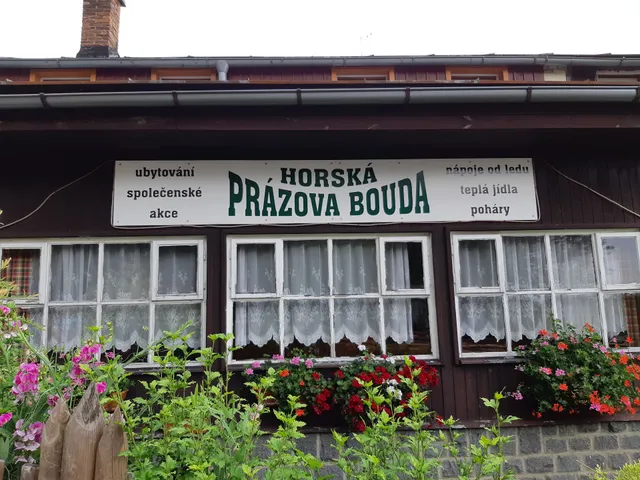 ubytování
společenské
akce
HORSKÁ
PRÁZOVA BOUDA
nápoje od ledu
teplá jídla
poháry